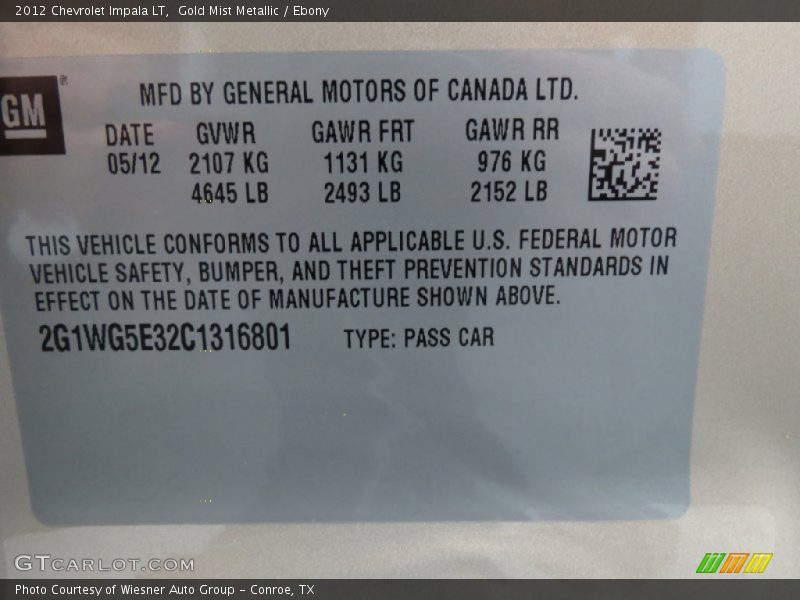 2012 Chevrolet Impala LT,  Gold Mist Metallic / Ebony
GM
MFD BY GENERAL MOTORS OF CANADA LTD.
DATE GVWR GAWR FRT GAWR RR
05/12 2107 KG 1131 KG 976 KG
4645 LB 2493 LB 2152 LB
THIS VEHICLE CONFORMS TO ALL APPLICABLE U.S. FEDERAL MOTOR
VEHICLE SAFETY, BUMPER, AND THEFT PREVENTION STANDARDS IN
EFFECT ON THE DATE OF MANUFACTURE SHOWN ABOVE.
2G1WG5E32C1316801 TYPE: PASS CAR
GTCARLOT.COM
Photo Courtesy of Wiesner Auto Group - Conroe, TX